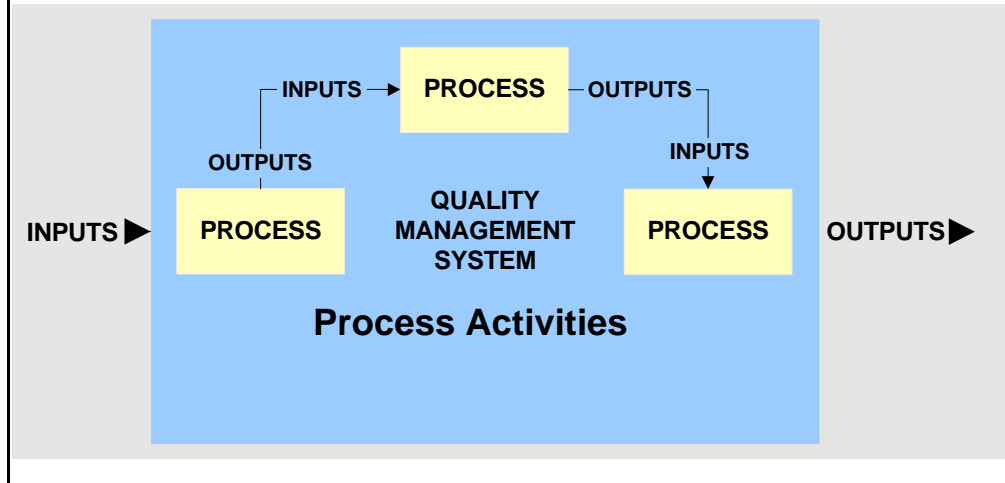 PROCESS
INPUTS
OUTPUTS
OUTPUTS
INPUTS
QUALITY
MANAGEMENT
SYSTEM
INPUTS
PROCESS
PROCESS
OUTPUTS
Process Activities